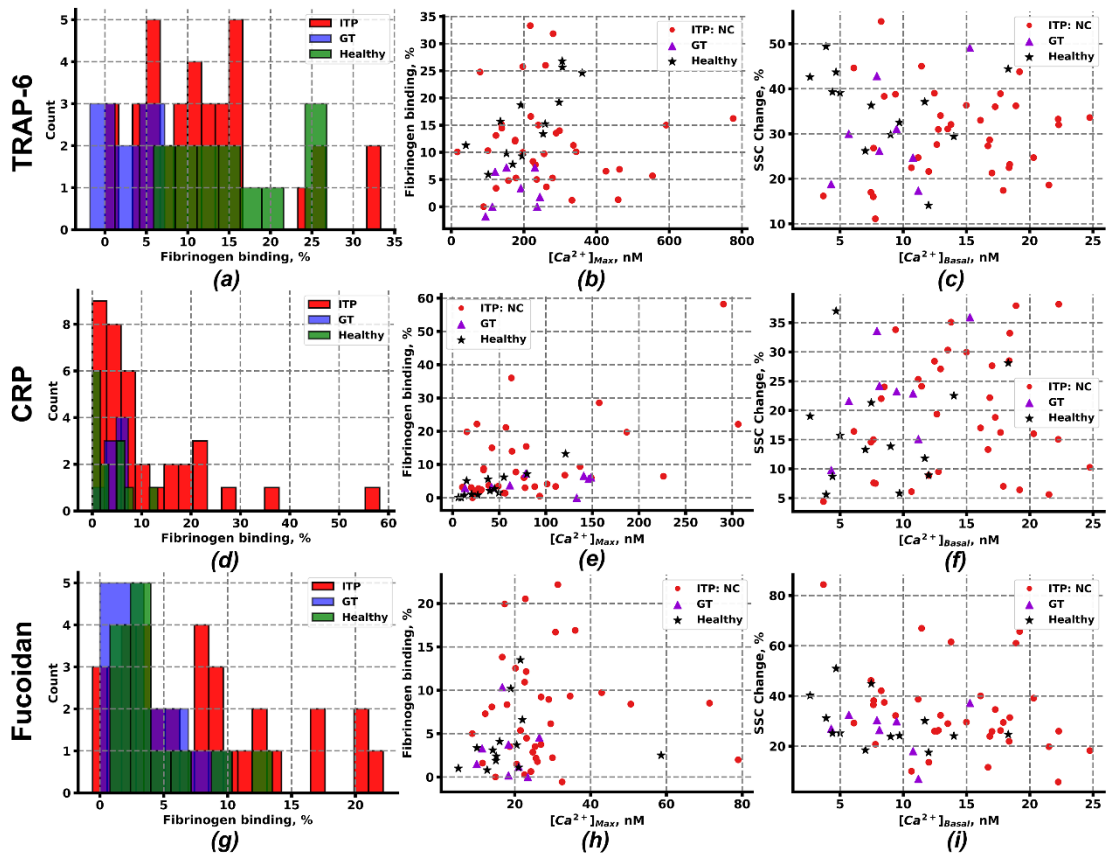 TRAP-6
Count
5
4
3
2
1
0
ITP
GT
Healthy
0
5
10
15
20
25
30
35
Fibrinogen binding, %
(a)
Fibrinogen binding, %
35
30
25
20
15
10
5
0
ITP: NC
GT
Healthy
0
200
400
600
800
[Ca²⁺]Max, nM
(b)
SSC Change, %
50
40
30
20
10
ITP: NC
GT
Healthy
5
10
15
20
25
[Ca²⁺]Basal, nM
(c)
CRP
Count
8
6
4
2
0
ITP
GT
Healthy
0
10
20
30
40
50
60
Fibrinogen binding, %
(d)
Fibrinogen binding, %
60
50
40
30
20
10
0
ITP: NC
GT
Healthy
0
50
100
150
200
250
300
[Ca²⁺]Max, nM
(e)
SSC Change, %
35
30
25
20
15
10
5
ITP: NC
GT
Healthy
5
10
15
20
25
[Ca²⁺]Basal, nM
(f)
Fucoidan
Count
5
4
3
2
1
0
ITP
GT
Healthy
0
5
10
15
20
Fibrinogen binding, %
(g)
Fibrinogen binding, %
20
15
10
5
0
ITP: NC
GT
Healthy
20
40
60
80
[Ca²⁺]Max, nM
(h)
SSC Change, %
80
60
40
20
ITP: NC
GT
Healthy
5
10
15
20
25
[Ca²⁺]Basal, nM
(i)